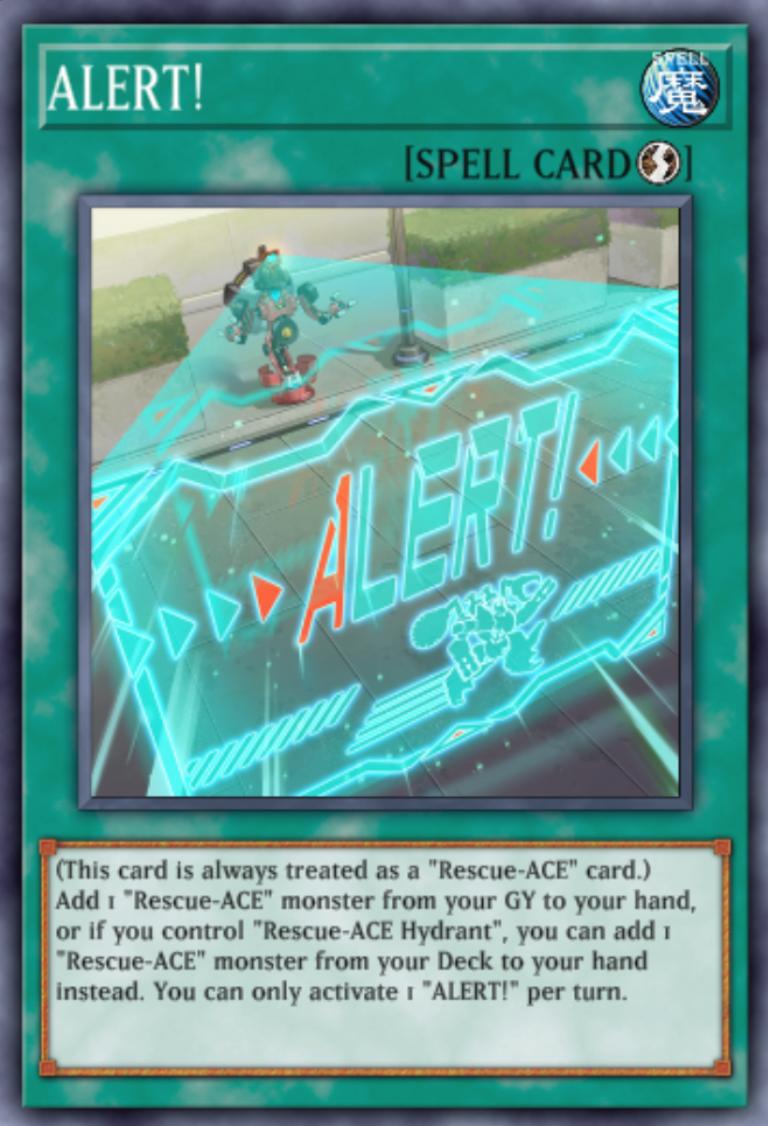 ALERT!
SPELL
魔
[SPELL CARD]
ALERT!
(This card is always treated as a "Rescue-ACE" card.)
Add 1 "Rescue-ACE" monster from your GY to your hand,
or if you control "Rescue-ACE Hydrant", you can add 1
"Rescue-ACE" monster from your Deck to your hand
instead. You can only activate 1 "ALERT!" per turn.